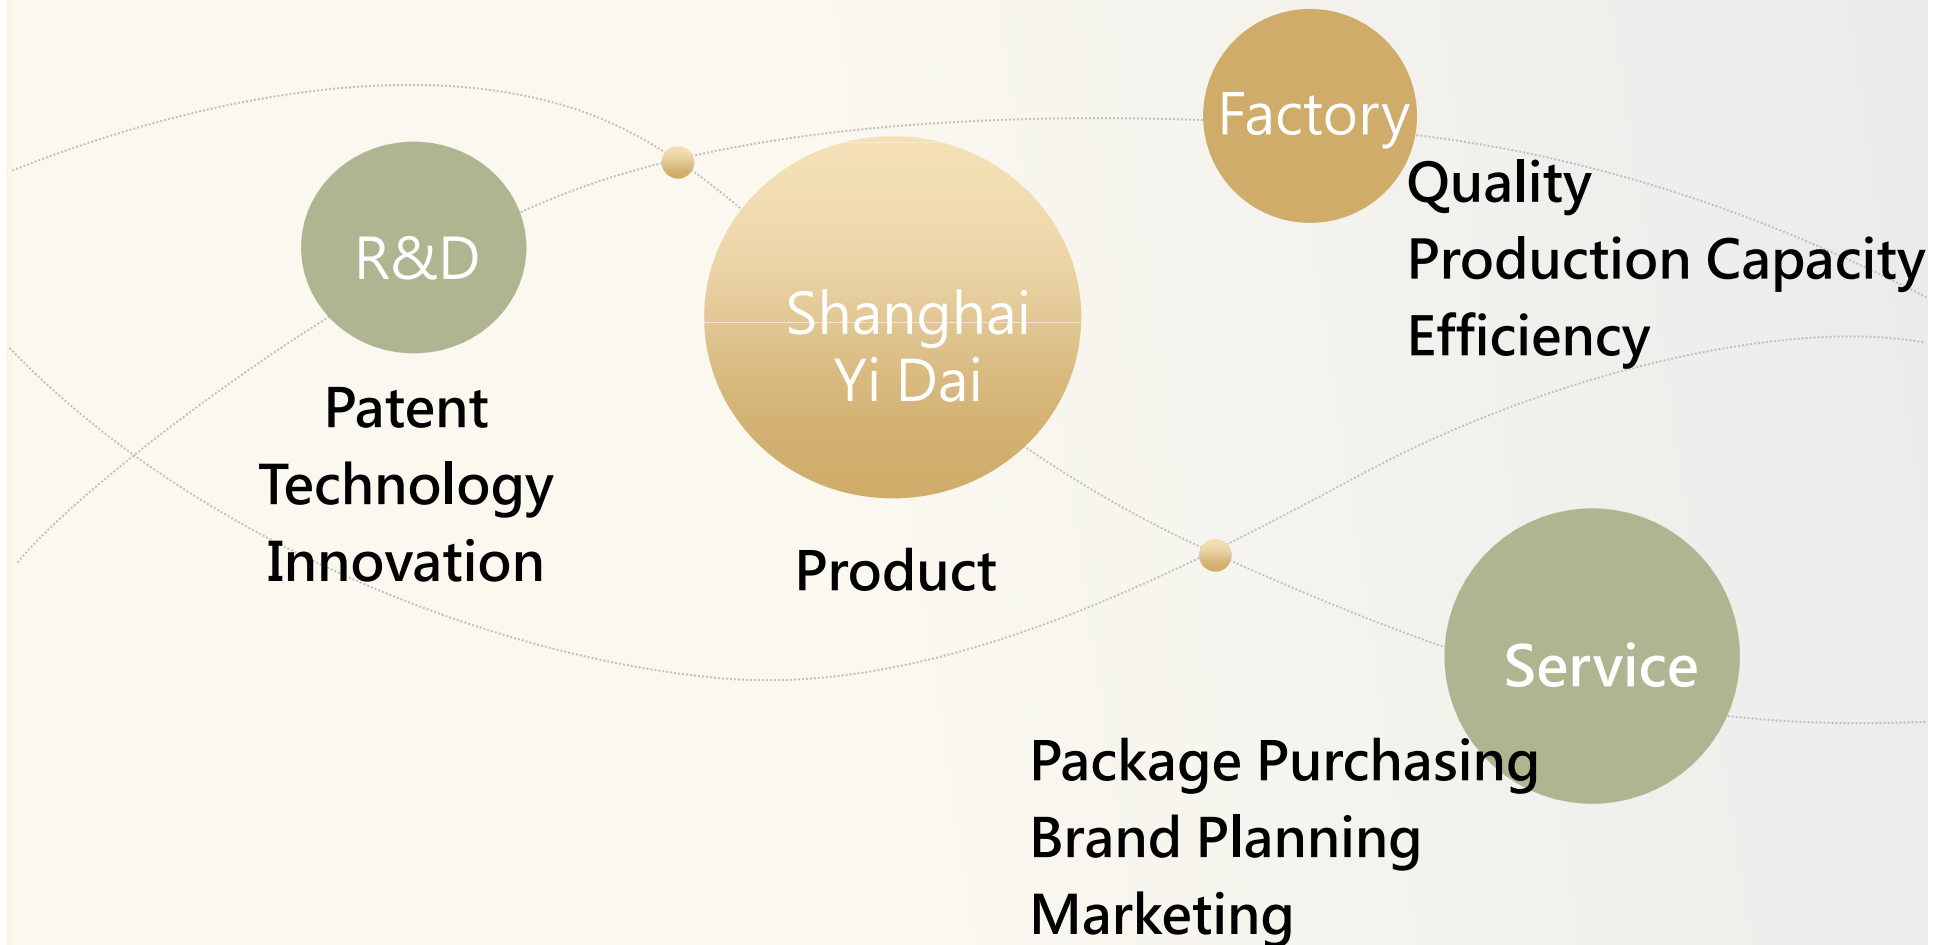 R&D
Patent
Technology
Innovation
Shanghai
Yi Dai
Product
Factory
Quality
Production Capacity
Efficiency
Service
Package Purchasing
Brand Planning
Marketing